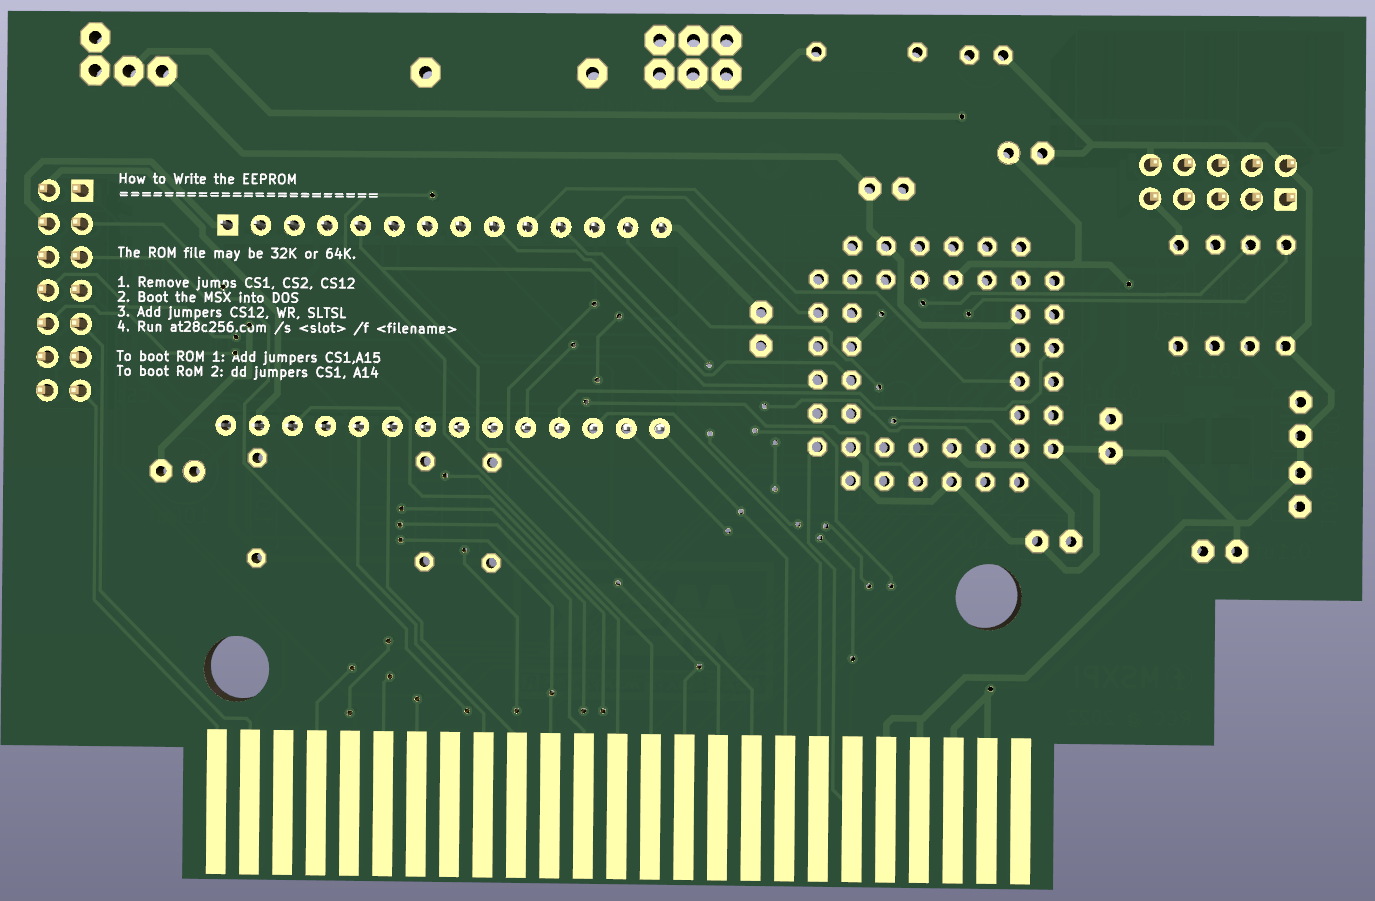 How to Write the EEPROM
=======================
The ROM file may be 32K or 64K.
1. Remove jumps CS1, CS2, CS12
2. Boot the MSX into DOS
3. Add jumpers CS12, WR, SLTSL
4. Run at28c256.com /s <slot> /f <filename>
To boot ROM 1: Add jumpers CS1,A15
To boot RoM 2: dd jumpers CS1, A14